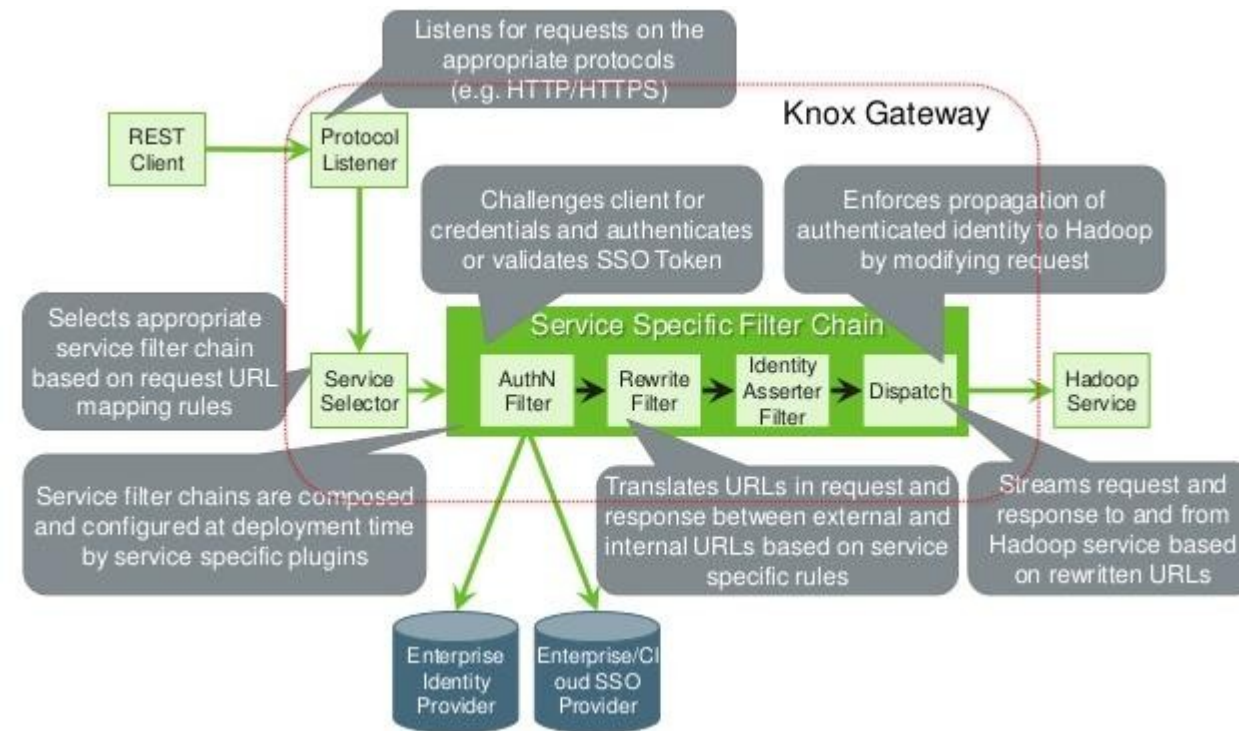 Listens for requests on the
appropriate protocols
(e.g. HTTP/HTTPS)
Knox Gateway
REST
Client
Protocol
Listener
Challenges client for
credentials and authenticates
or validates SSO Token
Enforces propagation of
authenticated identity to Hadoop
by modifying request
Selects appropriate
service filter chain
based on request URL
mapping rules
Service
Selector
Service Specific Filter Chain
AuthN
Filter
Rewrite
Filter
Identity
Asserter
Filter
Dispatch
Hadoop
Service
Service filter chains are composed
and configured at deployment time
by service specific plugins
Translates URLs in request and
response between external and
internal URLs based on service
specific rules
Streams request and
response to and from
Hadoop service based
on rewritten URLs
Enterprise
Identity
Provider
Enterprise/Cl
oud SSO
Provider